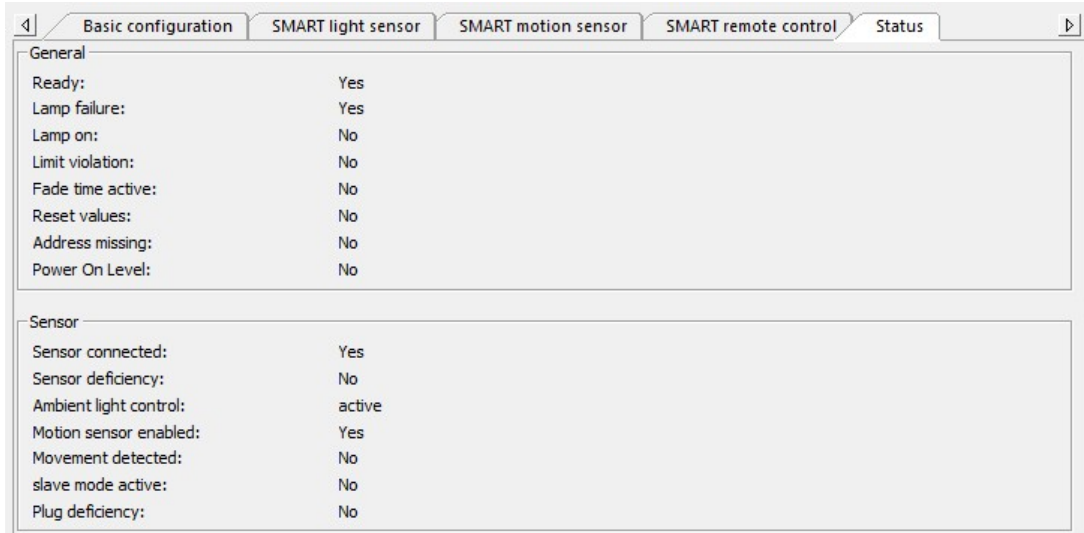 Basic configuration SMART light sensor SMART motion sensor SMART remote control Status
General
Ready: Yes
Lamp failure: Yes
Lamp on: No
Limit violation: No
Fade time active: No
Reset values: No
Address missing: No
Power On Level: No
Sensor
Sensor connected: Yes
Sensor deficiency: No
Ambient light control: active
Motion sensor enabled: Yes
Movement detected: No
slave mode active: No
Plug deficiency: No